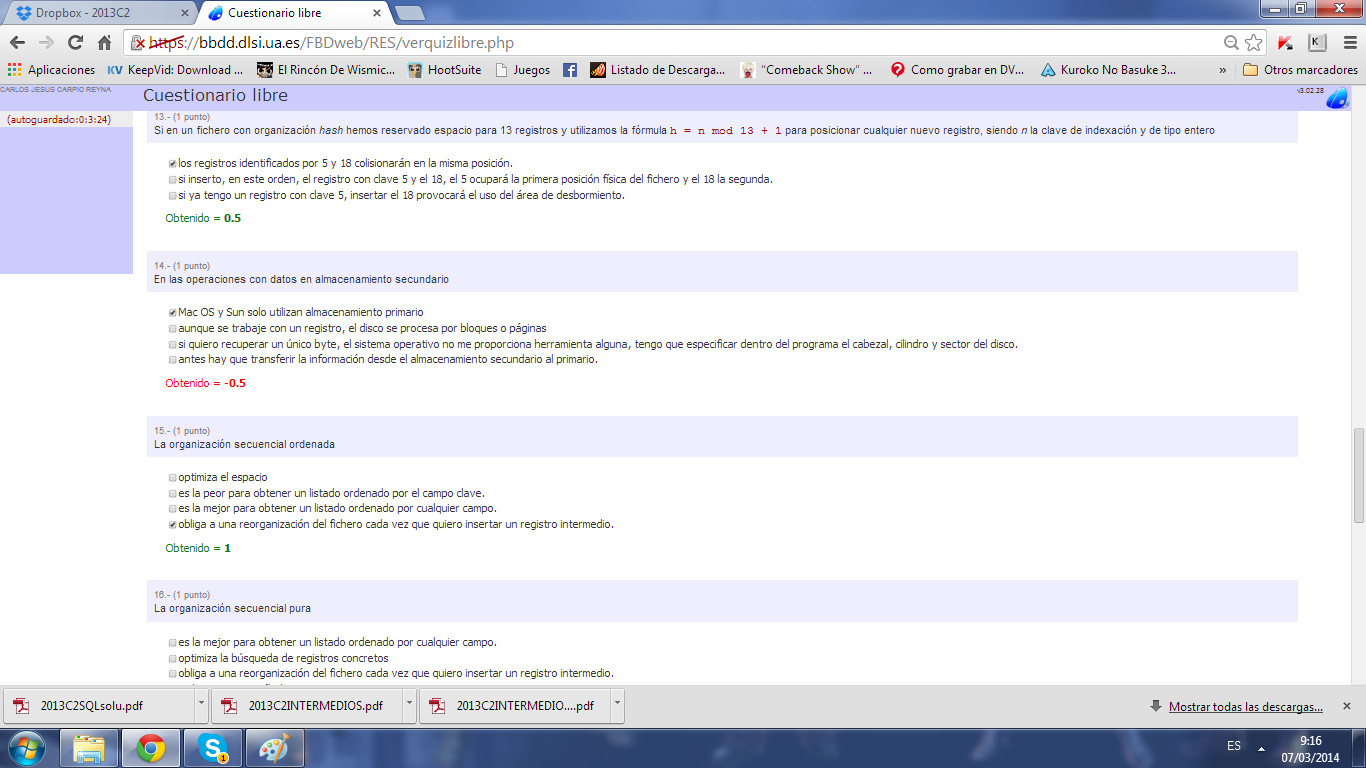 Dropbox - 2013C2
Cuestionario libre
https://bbdd.dlsi.ua.es/FBDweb/RES/verquizlibre.php
Aplicaciones
KV KeepVid: Download ...
El Rincón De Wismic...
HootSuite
Juegos
Listado de Descarga...
"Comeback Show" ...
Como grabar en DV...
Kuroko No Basuke 3...
»
Otros marcadores
CARLOS JESUS CARPIO REYNA
Cuestionario libre
v3.02.28
(autoguardado:0:3:24)
13.- (1 punto)
Si en un fichero con organización hash hemos reservado espacio para 13 registros y utilizamos la fórmula h = n mod 13 + 1 para posicionar cualquier nuevo registro, siendo n la clave de indexación y de tipo entero
los registros identificados por 5 y 18 colisionarán en la misma posición.
si inserto, en este orden, el registro con clave 5 y el 18, el 5 ocupará la primera posición física del fichero y el 18 la segunda.
si ya tengo un registro con clave 5, insertar el 18 provocará el uso del área de desbormiento.
Obtenido = 0.5
14.- (1 punto)
En las operaciones con datos en almacenamiento secundario
Mac OS y Sun solo utilizan almacenamiento primario
aunque se trabaje con un registro, el disco se procesa por bloques o páginas
si quiero recuperar un único byte, el sistema operativo no me proporciona herramienta alguna, tengo que especificar dentro del programa el cabezal, cilindro y sector del disco.
antes hay que transferir la información desde el almacenamiento secundario al primario.
Obtenido = -0.5
15.- (1 punto)
La organización secuencial ordenada
optimiza el espacio
es la peor para obtener un listado ordenado por el campo clave.
es la mejor para obtener un listado ordenado por cualquier campo.
obliga a una reorganización del fichero cada vez que quiero insertar un registro intermedio.
Obtenido = 1
16.- (1 punto)
La organización secuencial pura
es la mejor para obtener un listado ordenado por cualquier campo.
optimiza la búsqueda de registros concretos
obliga a una reorganización del fichero cada vez que quiero insertar un registro intermedio.
2013C2SQLsolu.pdf
2013C2INTERMEDIOS.pdf
2013C2INTERMEDIO....pdf
Mostrar todas las descargas...
ES
9:16
07/03/2014